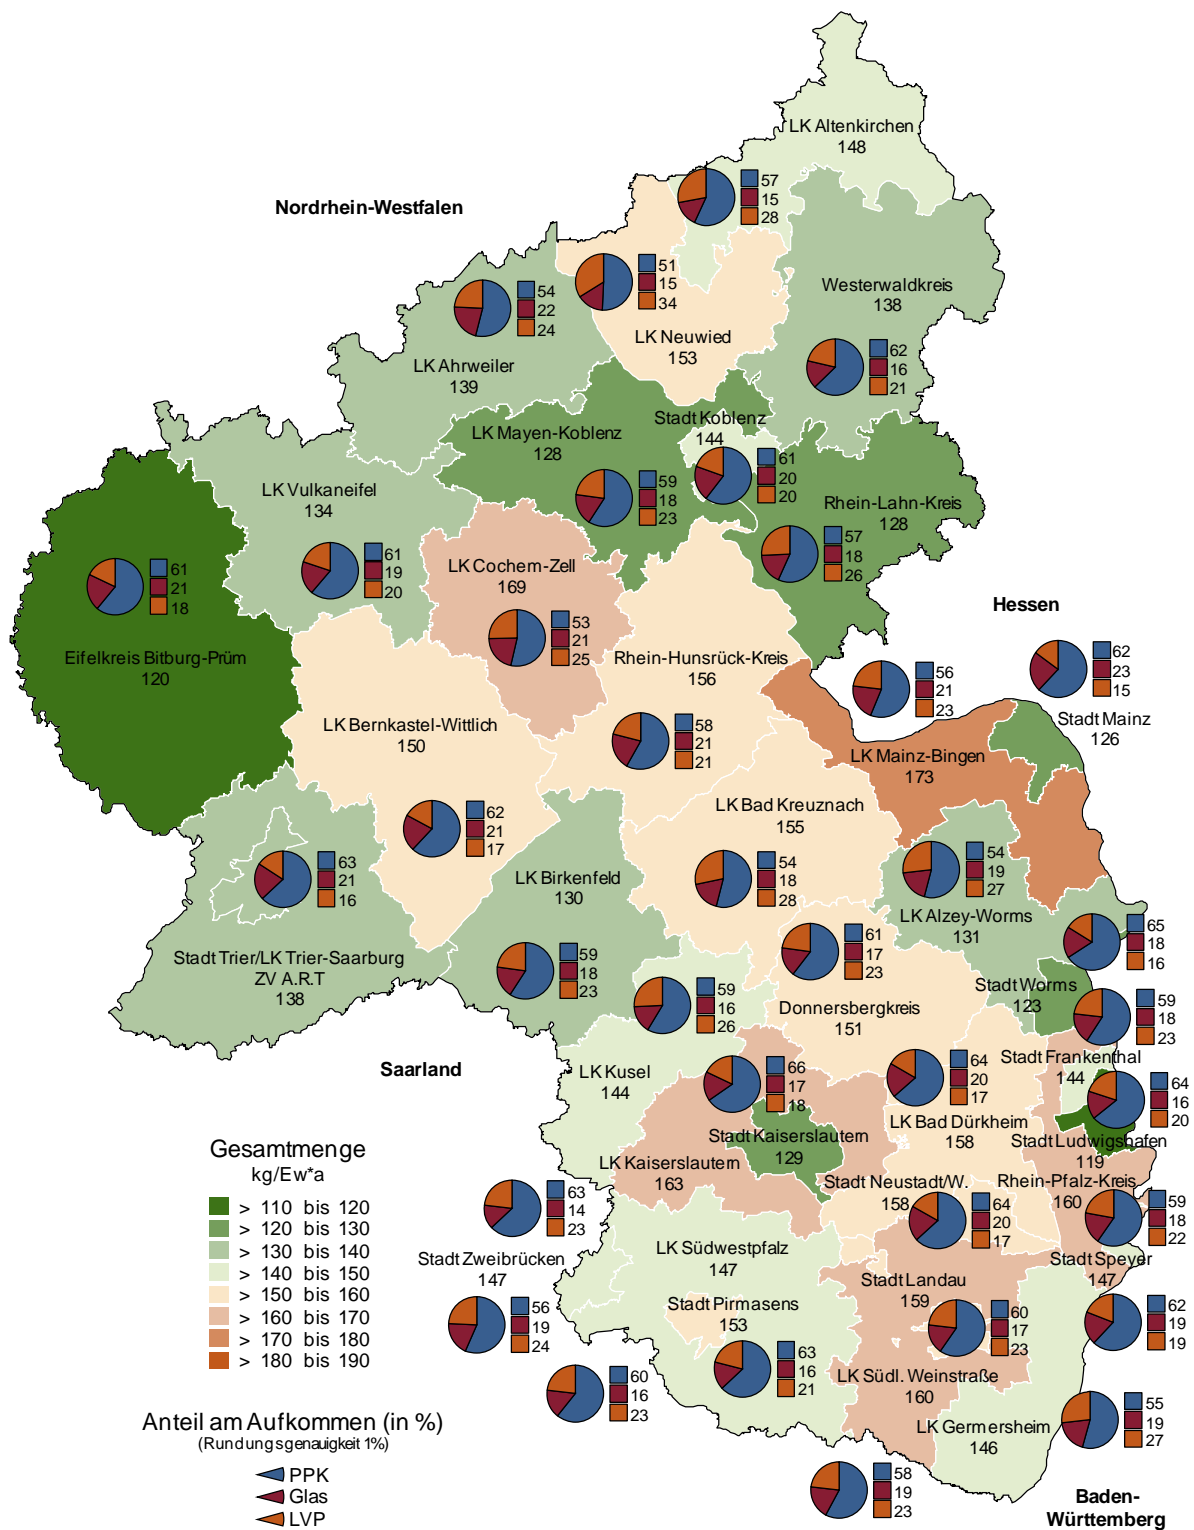 LK Altenkirchen
148
57
15
28
Nordrhein-Westfalen
51
15
34
54
22
24
Westerwaldkreis
138
LK Neuwied
153
62
16
21
LK Ahrweiler
139
Stadt Koblenz
144
LK Mayen-Koblenz
128
61
20
20
59
18
23
LK Vulkaneifel
134
Rhein-Lahn-Kreis
128
57
18
26
61
19
20
61
21
18
LK Cochem-Zell
169
53
21
25
Hessen
Eifelkreis Bitburg-Prüm
120
Rhein-Hunsrück-Kreis
156
56
21
23
62
23
15
Stadt Mainz
126
LK Bernkastel-Wittlich
150
58
21
21
LK Mainz-Bingen
173
LK Bad Kreuznach
155
62
21
17
54
18
28
54
19
27
63
21
16
LK Birkenfeld
130
LK Alzey-Worms
131
65
18
16
61
17
23
Stadt Trier/LK Trier-Saarburg
ZV A.R.T
138
59
18
23
Stadt Worms
123
59
16
26
Donnersbergkreis
151
59
18
23
Saarland
LK Kusel
144
66
17
18
64
20
17
Stadt Frankenthal
144
64
16
20
LK Bad Dürkheim
158
Stadt Kaiserslautern
129
Stadt Ludwigshafen
119
LK Kaiserslautern
163
Stadt Neustadt/W.
158
Rhein-Pfalz-Kreis
160
63
14
23
64
20
17
59
18
22
Stadt Zweibrücken
147
LK Südwestpfalz
147
Stadt Speyer
147
Stadt Landau
159
Stadt Pirmasens
153
56
19
24
60
17
23
62
19
19
63
16
21
60
16
23
LK Südl. Weinstraße
160
55
19
27
LK Germersheim
146
58
19
23
Baden-
Württemberg
Gesamtmenge
kg/Ew*a
> 110 bis 120
> 120 bis 130
> 130 bis 140
> 140 bis 150
> 150 bis 160
> 160 bis 170
> 170 bis 180
> 180 bis 190
Anteil am Aufkommen (in %)
(Rundungsgenauigkeit 1%)
PPK
Glas
LVP